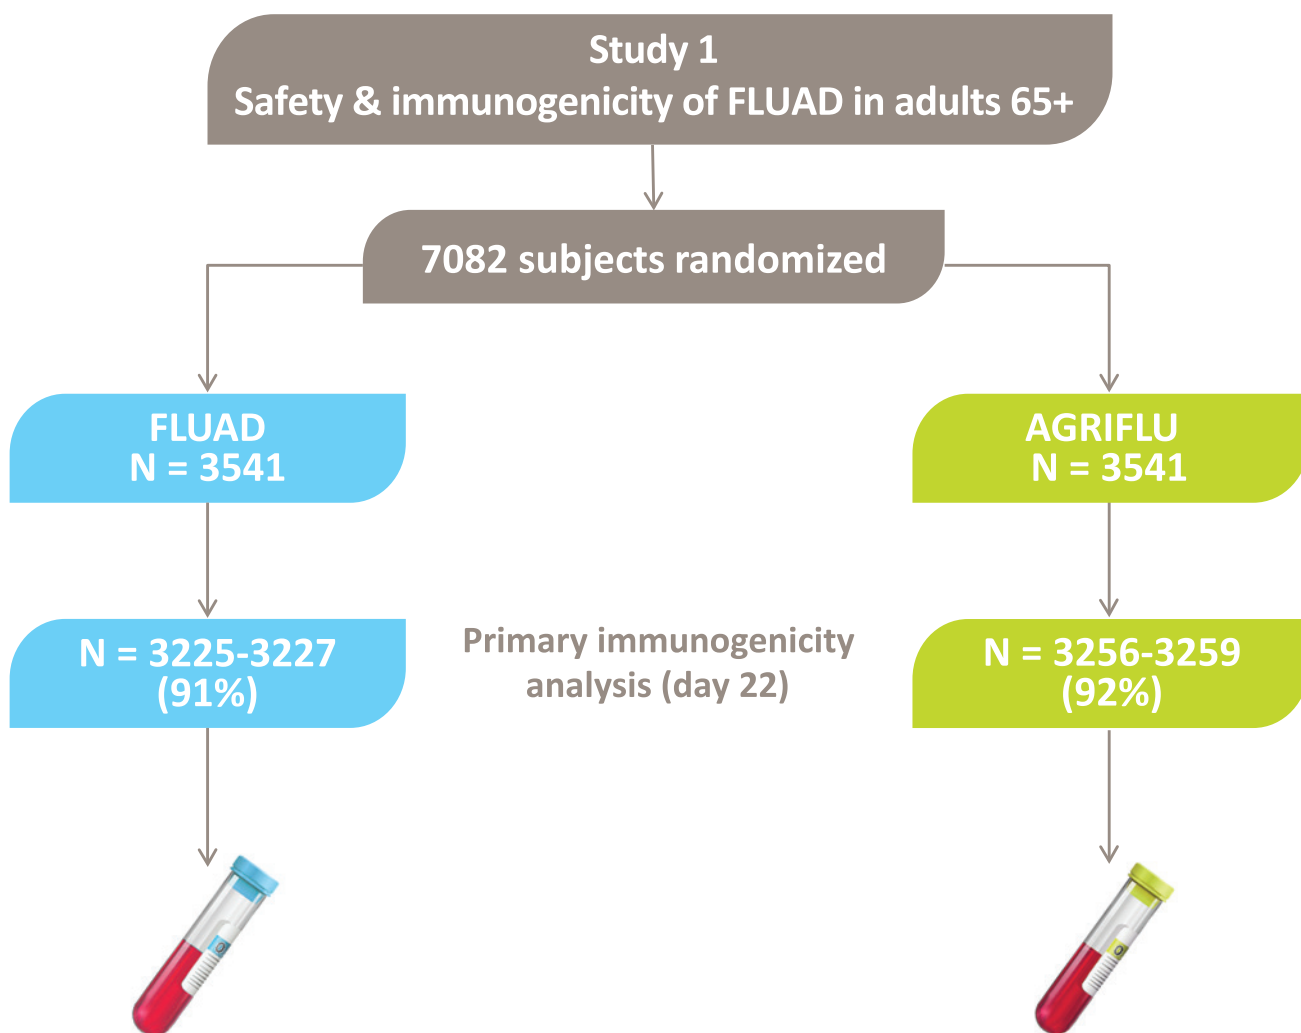 Study 1
Safety & immunogenicity of FLUAD in adults 65+
7082 subjects randomized
FLUAD
N = 3541
AGRIFLU
N = 3541
N = 3225-3227
(91%)
Primary immunogenicity
analysis (day 22)
N = 3256-3259
(92%)